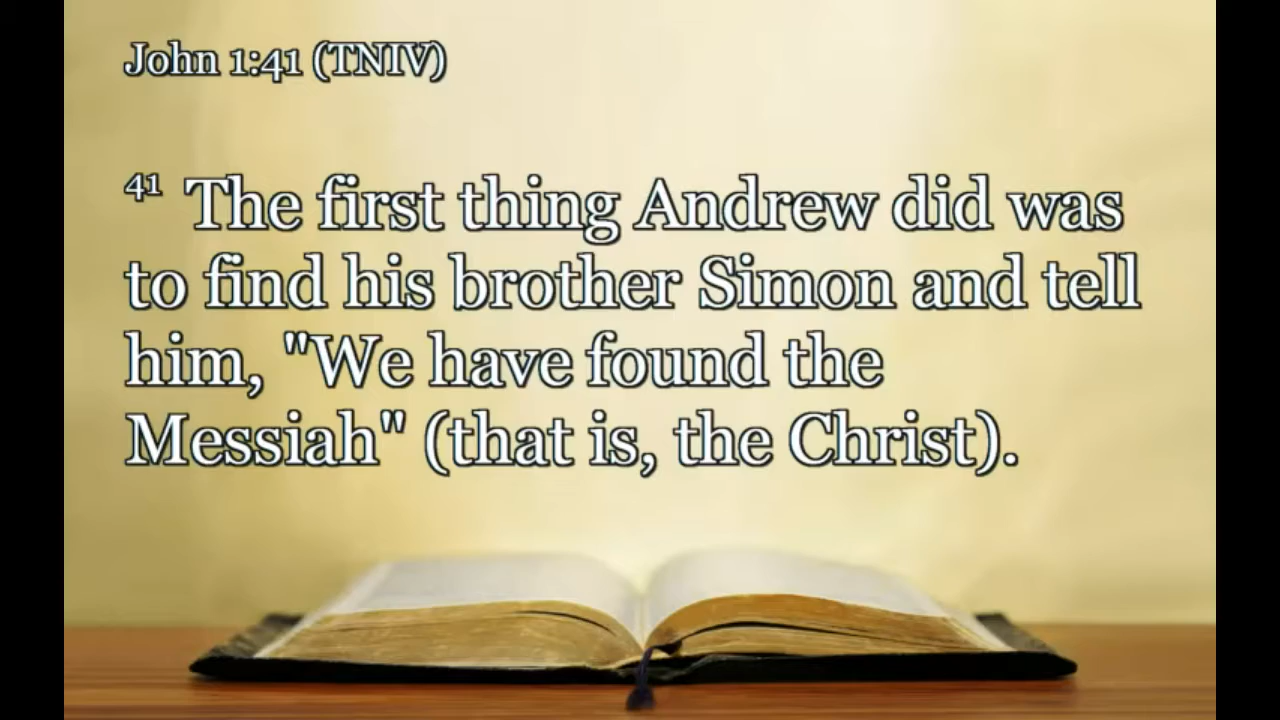 John 1:41 (TNIV)
41 The first thing Andrew did was
to find his brother Simon and tell
him, "We have found the
Messiah" (that is, the Christ).